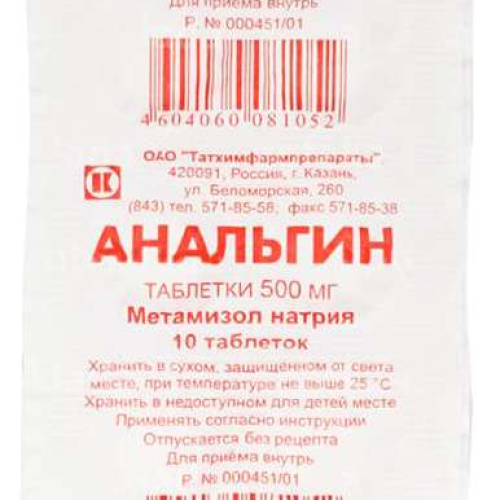 Для приёма внутрь
Р. № 000451/01
4 604060 081052
ОАО "Татхимфармпрепараты".
420091, Россия, г. Казань,
ул. Беломорская, 260
(843) тел. 571-85-58, факс 571-85-38
АНАЛЬГИН
ТАБЛЕТКИ 500 МГ
Метамизол натрия
10 таблеток
Хранить в сухом, защищённом от света
месте, при температуре не выше 25 °С
Хранить в недоступном для детей месте
Применять согласно инструкции
Отпускается без рецепта
Для приёма внутрь
Р. № 000451/01